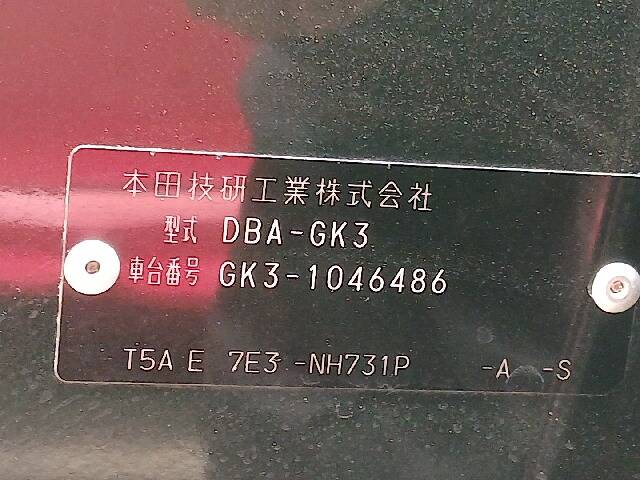 本田技研工業株式会社
型式 DBA-GK3
車台番号 GK3-1046486
T5A E 7E3 -NH731P -A -S